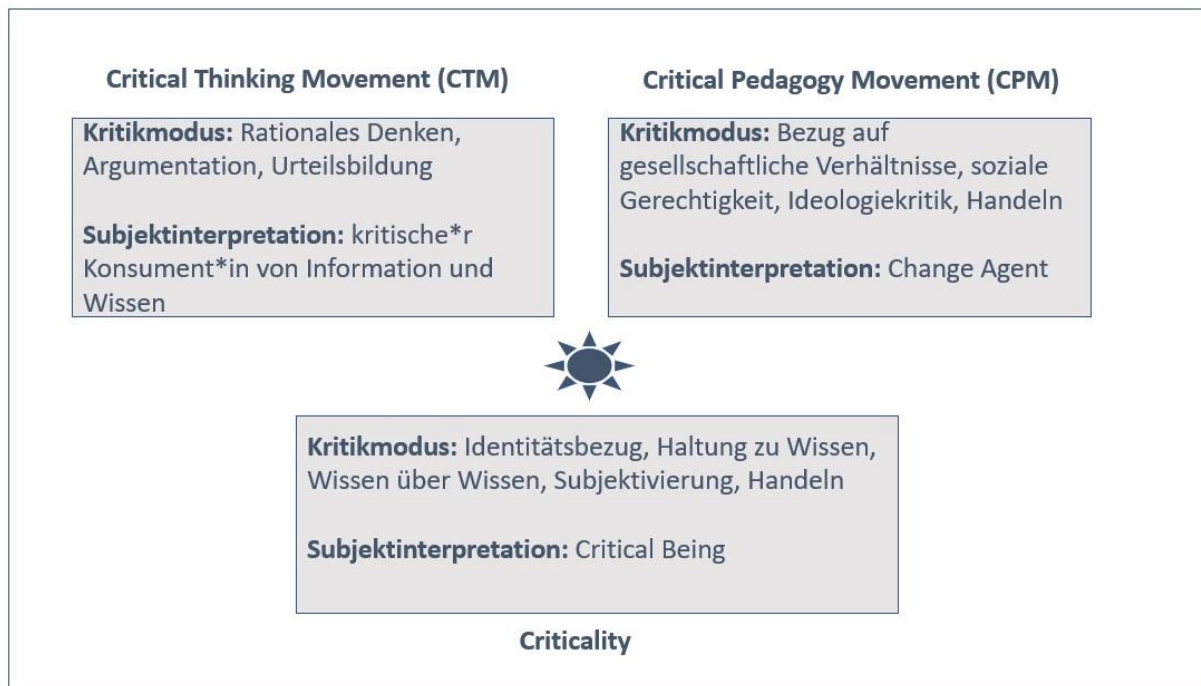 Critical Thinking Movement (CTM)
Kritikmodus: Rationales Denken,
Argumentation, Urteilsbildung
Subjektinterpretation: kritische*r
Konsument*in von Information und
Wissen
Critical Pedagogy Movement (CPM)
Kritikmodus: Bezug auf
gesellschaftliche Verhältnisse, soziale
Gerechtigkeit, Ideologiekritik, Handeln
Subjektinterpretation: Change Agent
Kritikmodus: Identitätsbezug, Haltung zu Wissen,
Wissen über Wissen, Subjektivierung, Handeln
Subjektinterpretation: Critical Being
Criticality